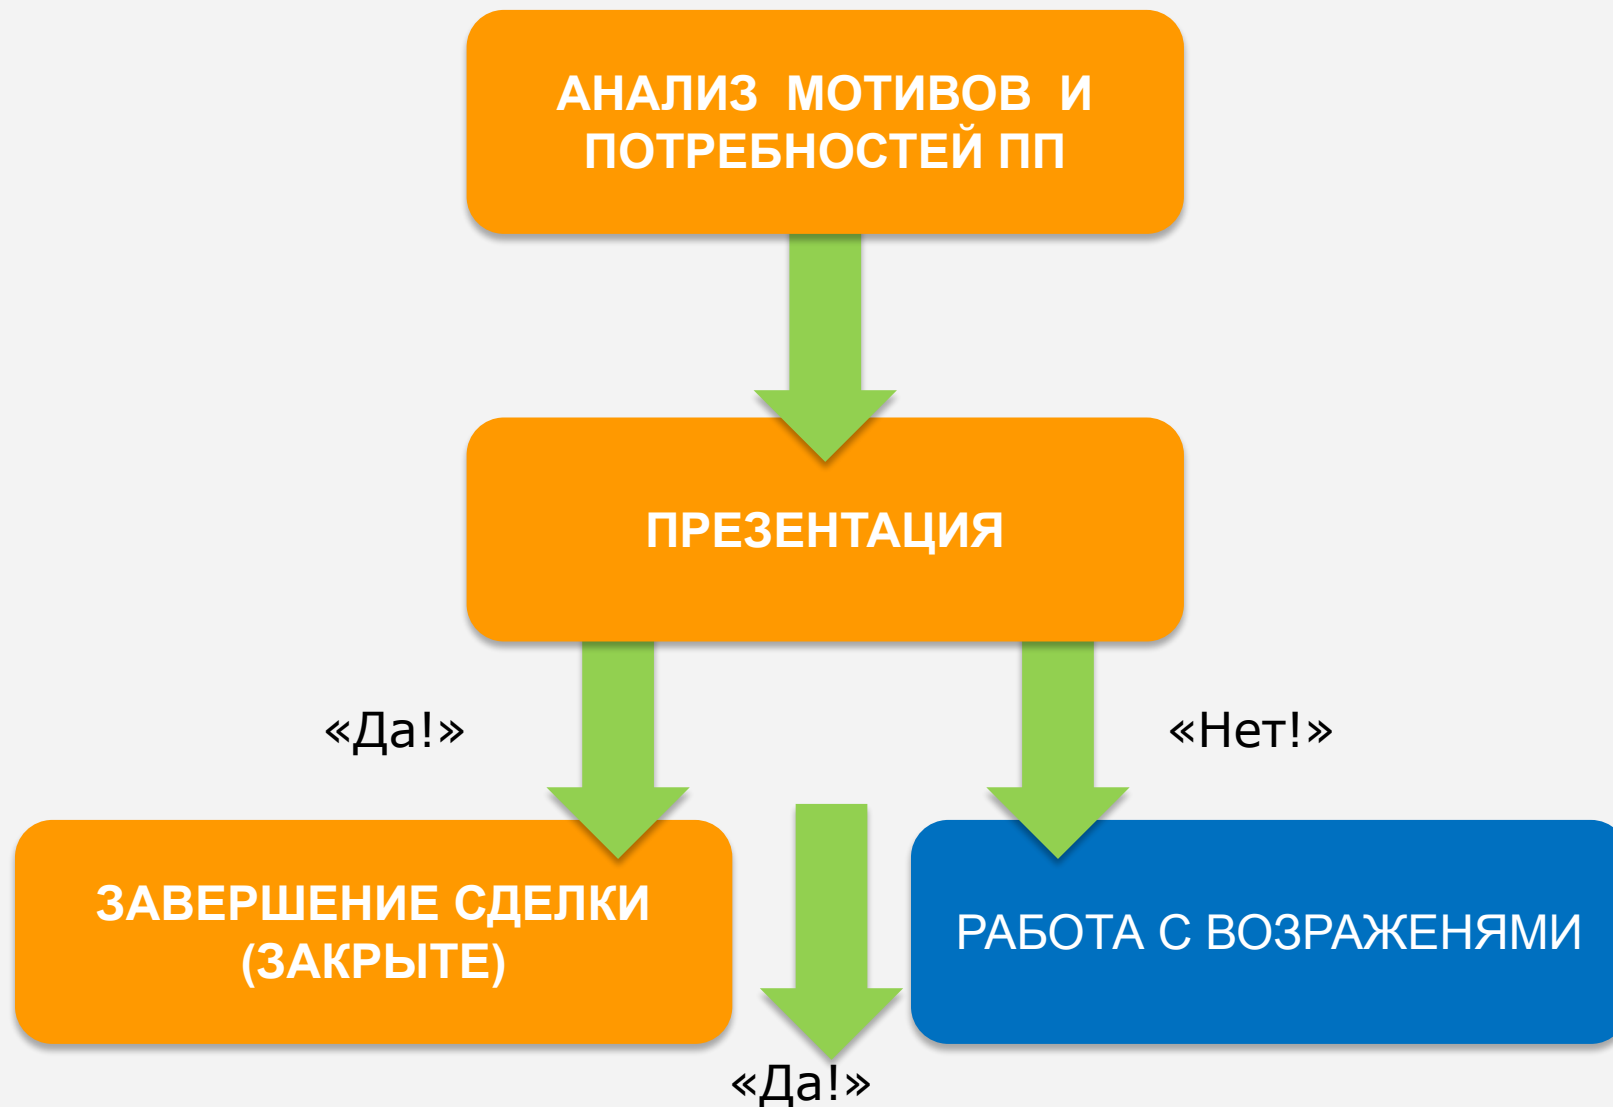 АНАЛИЗ МОТИВОВ И
ПОТРЕБНОСТЕЙ ПП
ПРЕЗЕНТАЦИЯ
«Да!»
«Нет!»
ЗАВЕРШЕНИЕ СДЕЛКИ
(ЗАКРЫТЕ)
РАБОТА С ВОЗРАЖЕНЯМИ
«Да!»